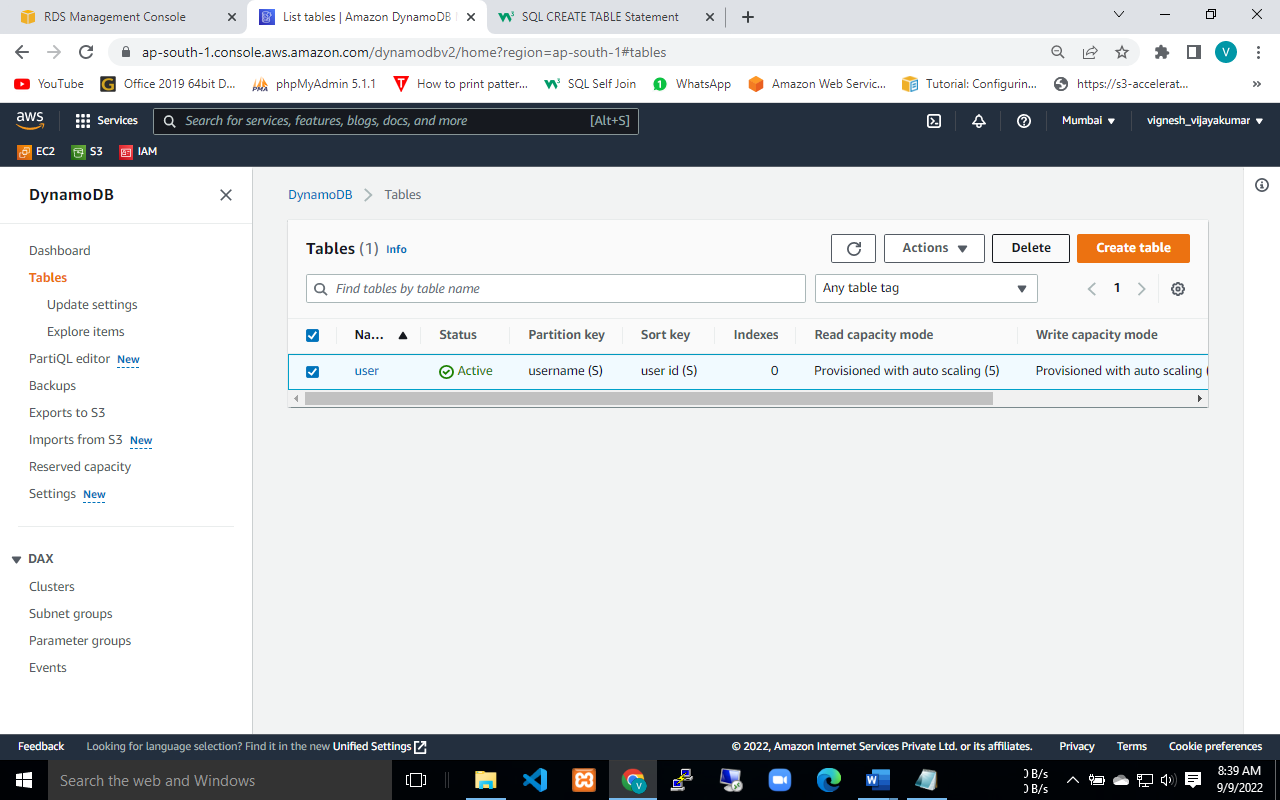 RDS Management Console
List tables | Amazon DynamoDB
SQL CREATE TABLE Statement
ap-south-1.console.aws.amazon.com/dynamodbv2/home?region=ap-south-1#tables
V
YouTube
Office 2019 64bit D...
phpMyAdmin 5.1.1
How to print patter...
SQL Self Join
WhatsApp
Amazon Web Servic...
Tutorial: Configurin...
https://s3-accelerat...
aws
Services
Search for services, features, blogs, docs, and more
[Alt+S]
Mumbai
vignesh_vijayakumar
EC2
S3
IAM
DynamoDB
Dashboard
Tables
Update settings
Explore items
PartiQL editor New
Backups
Exports to S3
Imports from S3 New
Reserved capacity
Settings New
DAX
Clusters
Subnet groups
Parameter groups
Events
DynamoDB > Tables
Tables (1) Info
Actions
Delete
Create table
Find tables by table name
Any table tag
1
Na... Status Partition key Sort key Indexes Read capacity mode Write capacity mode
user Active username (S) user id (S) 0 Provisioned with auto scaling (5) Provisioned with auto scaling (
Feedback
Looking for language selection? Find it in the new Unified Settings
© 2022, Amazon Internet Services Private Ltd. or its affiliates.
Privacy
Terms
Cookie preferences
Search the web and Windows
0 B/s
0 B/s
8:39 AM
9/9/2022